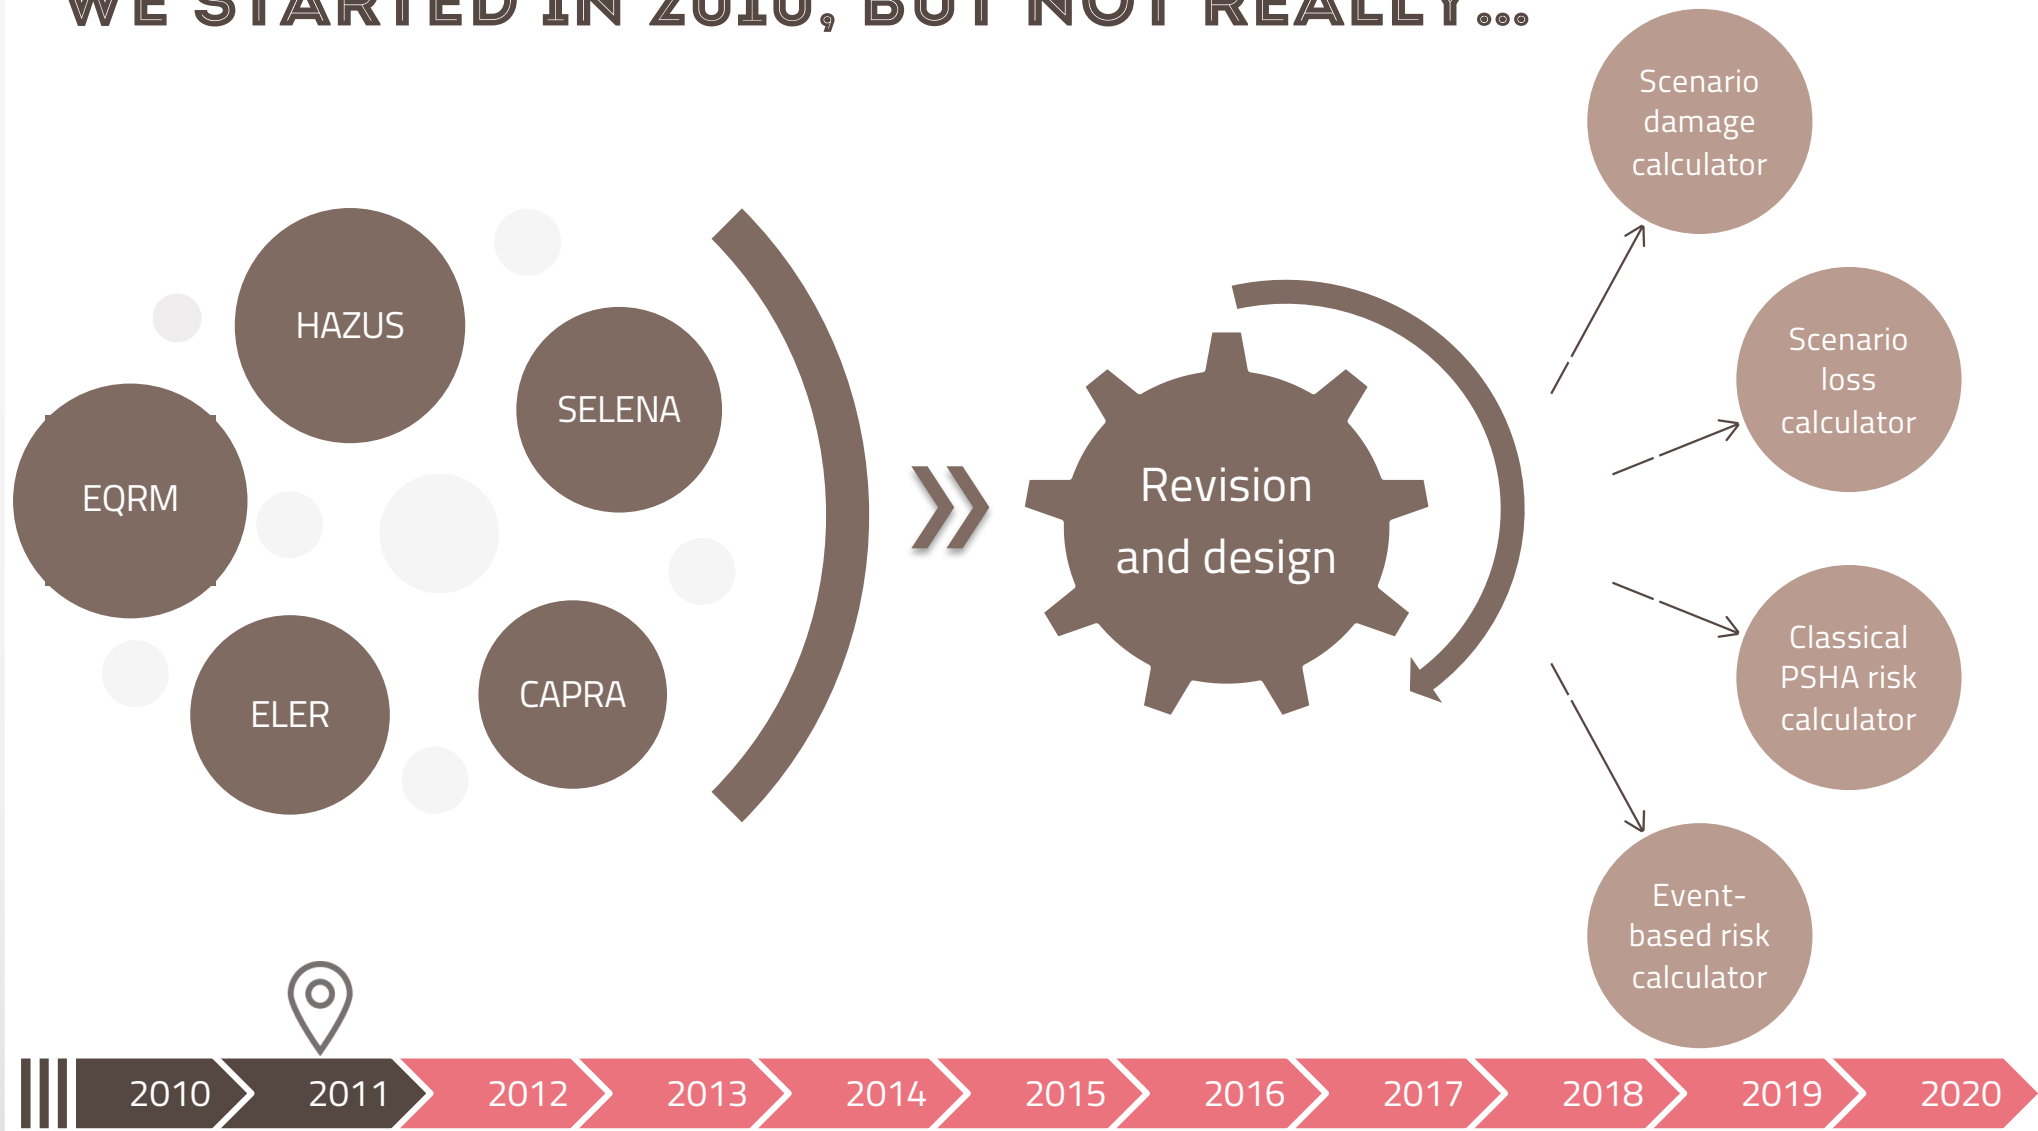 WE STARTED IN 2010, BUT NOT REALLY...
HAZUS
SELENA
EQRM
ELER
CAPRA
Revision
and design
Scenario
damage
calculator
Scenario
loss
calculator
Classical
PSHA risk
calculator
Event-
based risk
calculator
2010
2011
2012
2013
2014
2015
2016
2017
2018
2019
2020